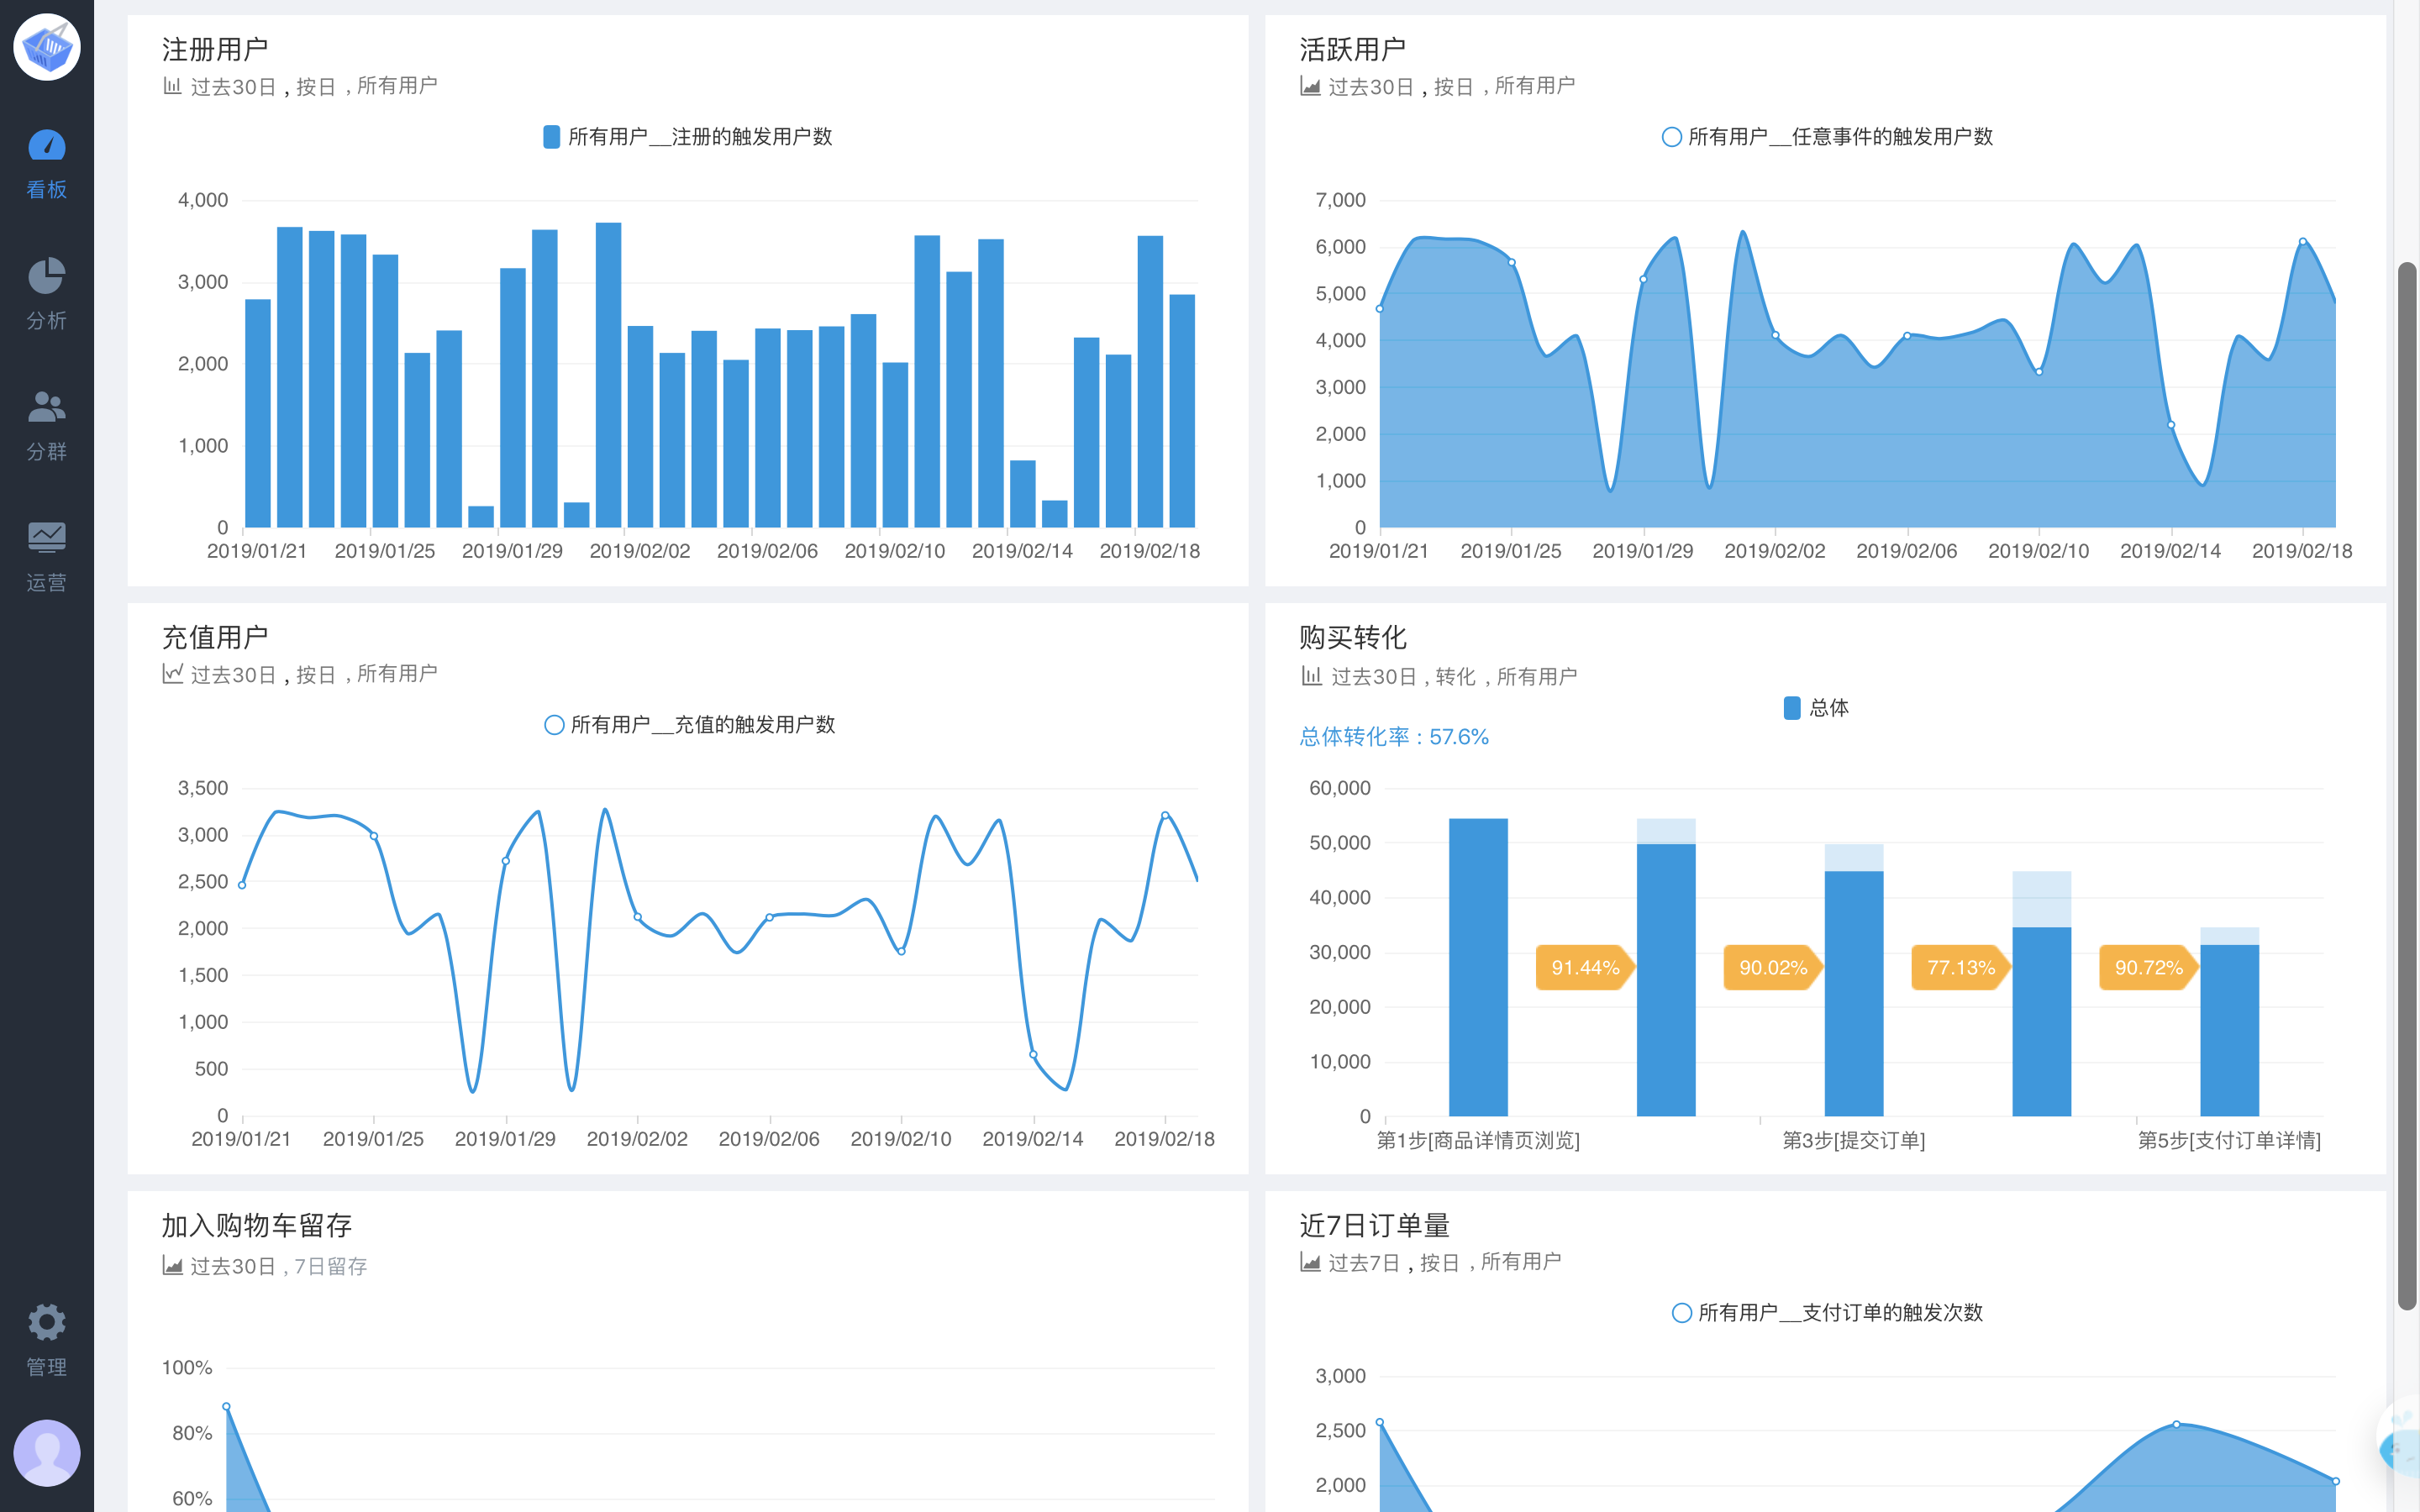 看板
分析
分群
运营
管理
注册用户
过去30日 , 按日 , 所有用户
所有用户__注册的触发用户数
4,000
3,000
2,000
1,000
0
2019/01/21 2019/01/25 2019/01/29 2019/02/02 2019/02/06 2019/02/10 2019/02/14 2019/02/18
活跃用户
过去30日 , 按日 , 所有用户
所有用户__任意事件的触发用户数
7,000
6,000
5,000
4,000
3,000
2,000
1,000
0
2019/01/21 2019/01/25 2019/01/29 2019/02/02 2019/02/06 2019/02/10 2019/02/14 2019/02/18
充值用户
过去30日 , 按日 , 所有用户
所有用户__充值的触发用户数
3,500
3,000
2,500
2,000
1,500
1,000
500
0
2019/01/21 2019/01/25 2019/01/29 2019/02/02 2019/02/06 2019/02/10 2019/02/14 2019/02/18
购买转化
过去30日 , 转化 , 所有用户
总体
总体转化率 : 57.6%
60,000
50,000
40,000
30,000
20,000
10,000
0
91.44% 90.02% 77.13% 90.72%
第1步[商品详情页浏览] 第3步[提交订单] 第5步[支付订单详情]
加入购物车留存
过去30日 , 7日留存
100%
80%
60%
近7日订单量
过去7日 , 按日 , 所有用户
所有用户__支付订单的触发次数
3,000
2,500
2,000